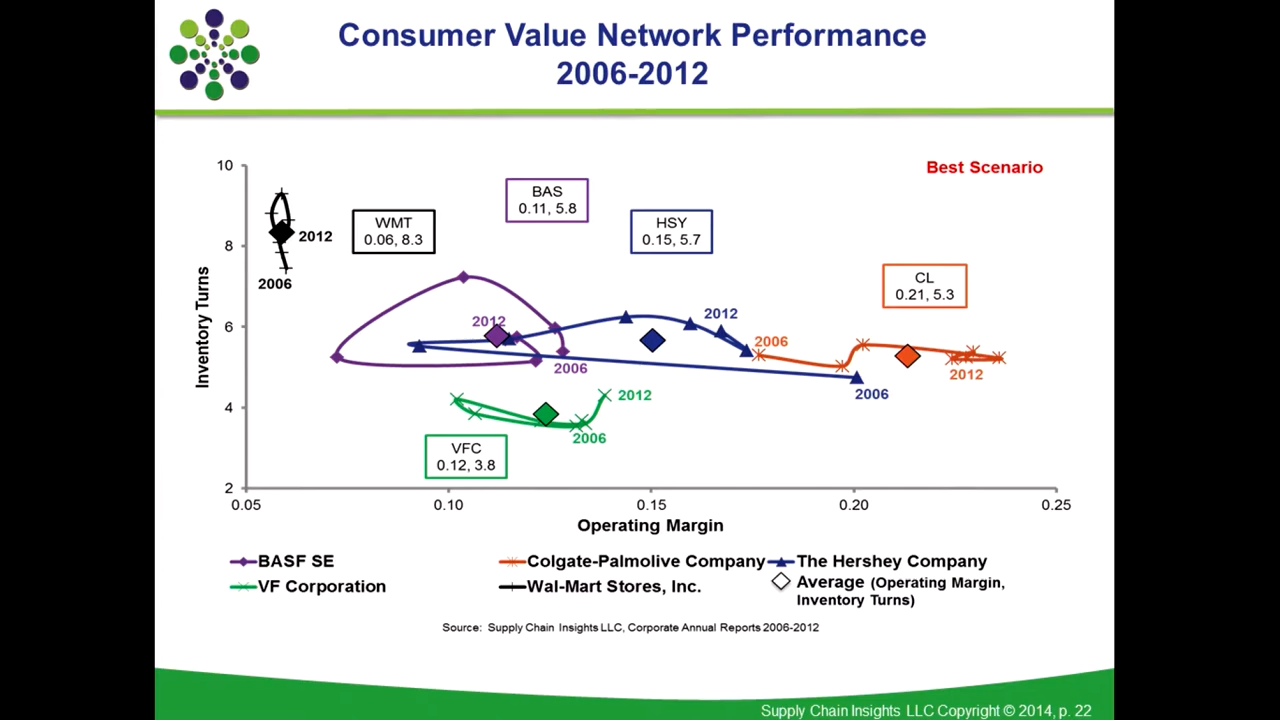 Consumer Value Network Performance
2006-2012
Best Scenario
10
8
6
4
2
Inventory Turns
0.05
0.10
0.15
0.20
0.25
Operating Margin
WMT
0.06, 8.3
BAS
0.11, 5.8
HSY
0.15, 5.7
CL
0.21, 5.3
VFC
0.12, 3.8
2012
2006
2012
2006
2012
2006
2006
2012
2012
2006
BASF SE
Colgate-Palmolive Company
The Hershey Company
VF Corporation
Wal-Mart Stores, Inc.
Average (Operating Margin,
Inventory Turns)
Source: Supply Chain Insights LLC, Corporate Annual Reports 2006-2012
Supply Chain Insights LLC Copyright © 2014, p. 22